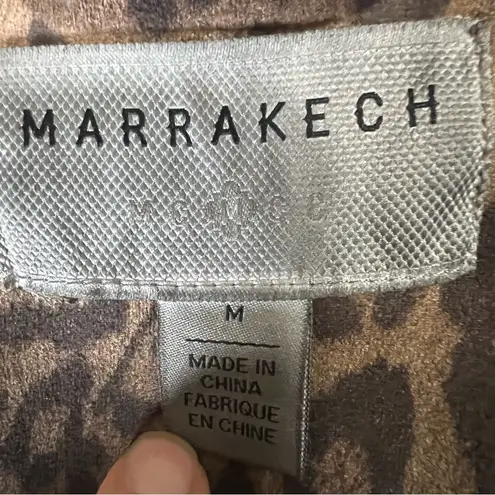 MARRAKECH
M
MADE IN
CHINA
FABRIQUE
EN CHINE